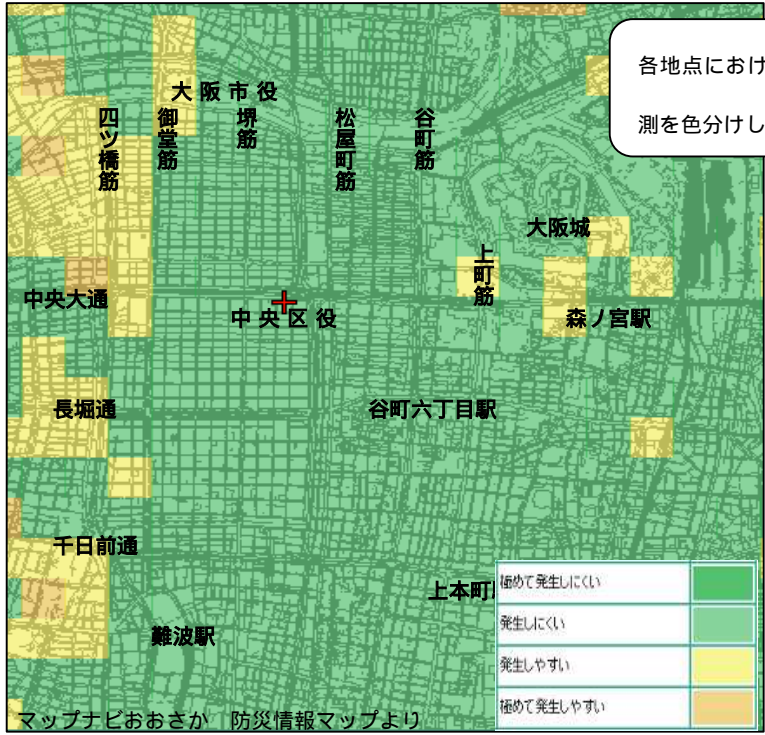 各地点におけ
測を色分けし
大阪市役
四ツ橋筋
御堂筋
堺筋
松屋町筋
谷町筋
大阪城
上町筋
中央大通
中央区役
森ノ宮駅
長堀通
谷町六丁目駅
千日前通
上本町
難波駅
極めて発生しにくい
発生しにくい
発生しやすい
極めて発生しやすい
マップナビおおさか 防災情報マップより